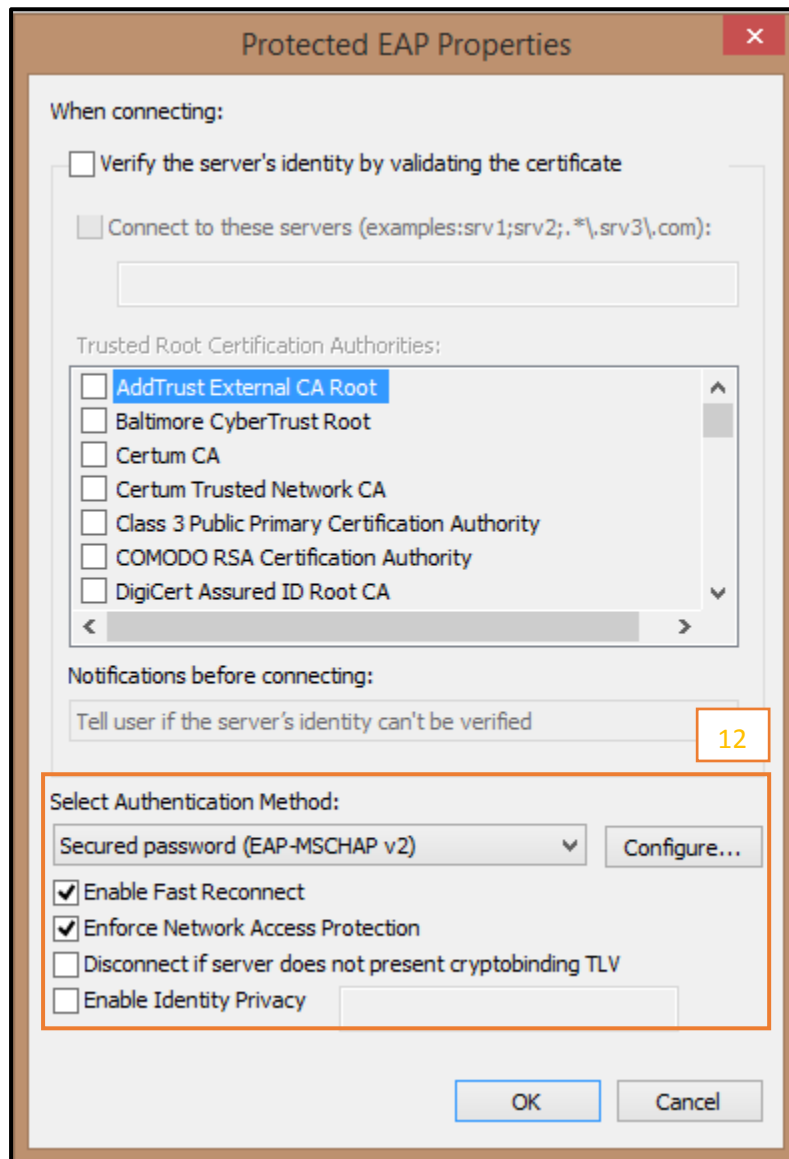 Protected EAP Properties
When connecting:
Verify the server's identity by validating the certificate
Connect to these servers (examples:srv1;srv2;.*\.srv3\.com):
Trusted Root Certification Authorities:
AddTrust External CA Root
Baltimore CyberTrust Root
Certum CA
Certum Trusted Network CA
Class 3 Public Primary Certification Authority
COMODO RSA Certification Authority
DigiCert Assured ID Root CA
Notifications before connecting:
Tell user if the server's identity can't be verified
12
Select Authentication Method:
Secured password (EAP-MSCHAP v2)
Configure...
Enable Fast Reconnect
Enforce Network Access Protection
Disconnect if server does not present cryptobinding TLV
Enable Identity Privacy
OK
Cancel